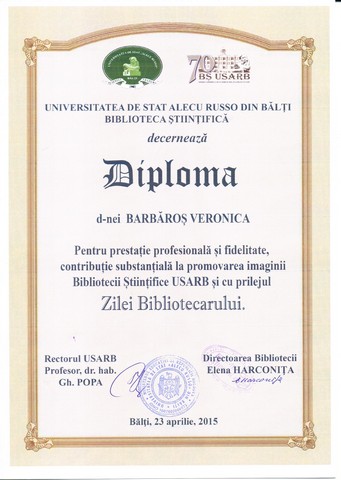 70
BS USARB
UNIVERSITATEA DE STAT ALECU RUSSO DIN BĂLȚI
BIBLIOTECA ȘTIINȚIFICĂ
decernează
Diploma
d-nei BARBĂROȘ VERONICA
Pentru prestație profesională și fidelitate,
contribuție substanțială la promovarea imaginii
Bibliotecii Științifice USARB și cu prilejul
Zilei Bibliotecarului.
Rectorul USARB
Profesor, dr. hab.
Gh. POPA
Directoarea Bibliotecii
Elena HARCONIȚA
Bălți, 23 aprilie, 2015